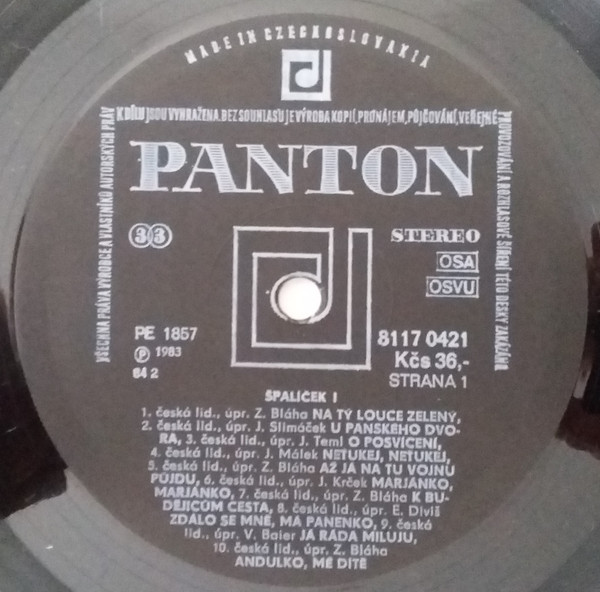 MADE IN CZECHOSLOVAKIA
VŠECHNA PRÁVA VÝROBCE A VLASTNÍKŮ AUTORSKÝCH PRÁV
K DÍLU JSOU VYHRAŽENA. BEZ SOUHLASU JE VÝROBA KOPIÍ, PRONÁJEM, PŮJČOVÁNÍ, VEŘEJNÉ
PROVOZOVÁNÍ A ROZHLASOVÉ ŠÍŘENÍ TÉTO DESKY ZAKÁZÁNO
PANTON
33
STEREO
OSA
OSVU
PE 1857
Ⓟ 1983
64 2
8117 0421
Kčs 36,-
STRANA 1
ŠPALÍČEK I
1. česká lid., úpr. Z. Bláha NA TÝ LOUCE ZELENÝ,
2. česká lid., úpr. J. Slimáček U PANSKÉHO DVO-
RA, 3. česká lid., úpr. J. Teml O POSVÍCENÍ,
4. česká lid., úpr. J. Málek NEŤUKEJ, NEŤUKEJ,
5. česká lid., úpr. Z. Bláha AŽ JÁ NA TU VOJNU
PŮJDU, 6. česká lid., úpr. J. Krček MARJÁNKO,
MARJÁNKO, 7. česká lid., úpr. Z. Bláha K BU-
DĚJICŮM CESTA, 8. česká lid., úpr. E. Diviš
ZDÁLO SE MNĚ, MÁ PANENKO, 9. česká
lid., úpr. V. Baier JÁ RÁDA MILUJU,
10. česká lid., úpr. Z. Bláha
ANDULKO, MÉ DÍTĚ